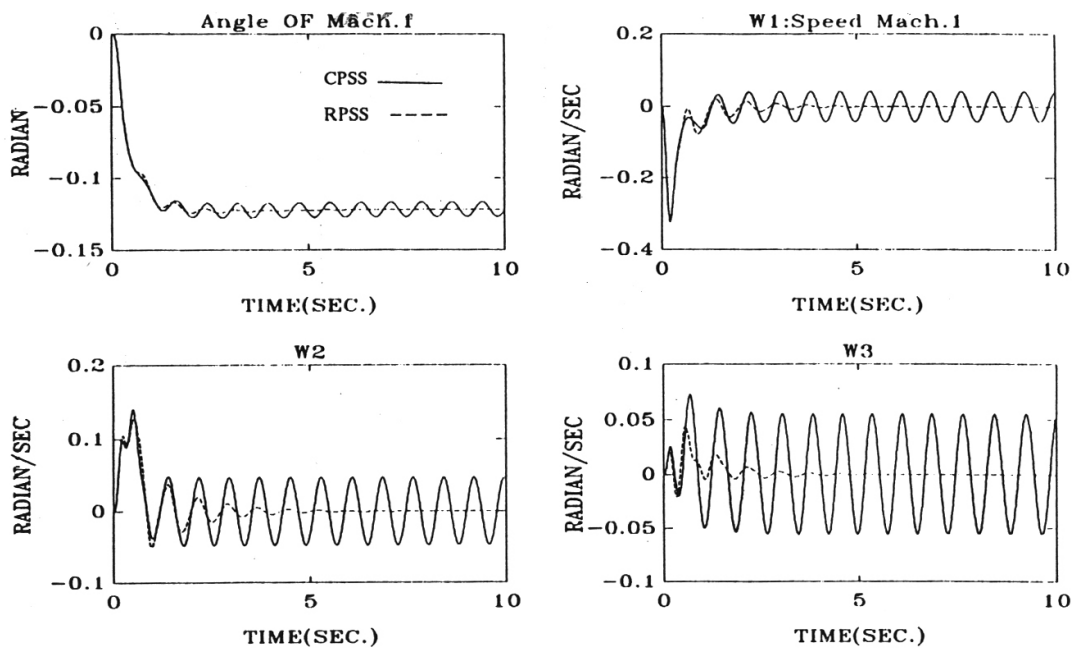 Angle OF Mach.f
0
-0.05
-0.1
-0.15
RADIAN
CPSS
RPSS
0
5
10
TIME(SEC.)
W1:Speed Mach.1
0.2
0
-0.2
-0.4
RADIAN/SEC
0
5
10
TIME(SEC.)
W2
0.2
0.1
0
-0.1
RADIAN/SEC
0
5
10
TIME(SEC.)
W3
0.1
0.05
0
-0.05
-0.1
RADIAN/SEC
0
5
10
TIME(SEC.)